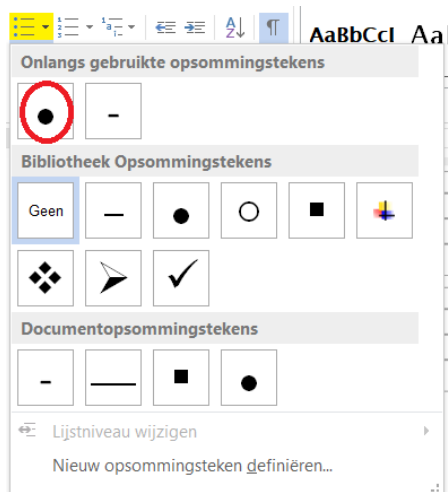 AaBbCcI Aa
Onlangs gebruikte opsommingstekens
Bibliotheek Opsommingstekens
Geen
Documentopsommingstekens
Lijstniveau wijzigen
Nieuw opsommingsteken definiëren...